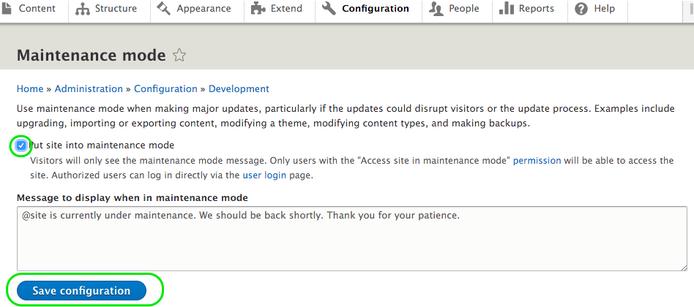 Content Structure Appearance Extend Configuration People Reports Help
Maintenance mode
Home » Administration » Configuration » Development
Use maintenance mode when making major updates, particularly if the updates could disrupt visitors or the update process. Examples include
upgrading, importing or exporting content, modifying a theme, modifying content types, and making backups.
Put site into maintenance mode
Visitors will only see the maintenance mode message. Only users with the "Access site in maintenance mode" permission will be able to access the
site. Authorized users can log in directly via the user login page.
Message to display when in maintenance mode
@site is currently under maintenance. We should be back shortly. Thank you for your patience.
Save configuration